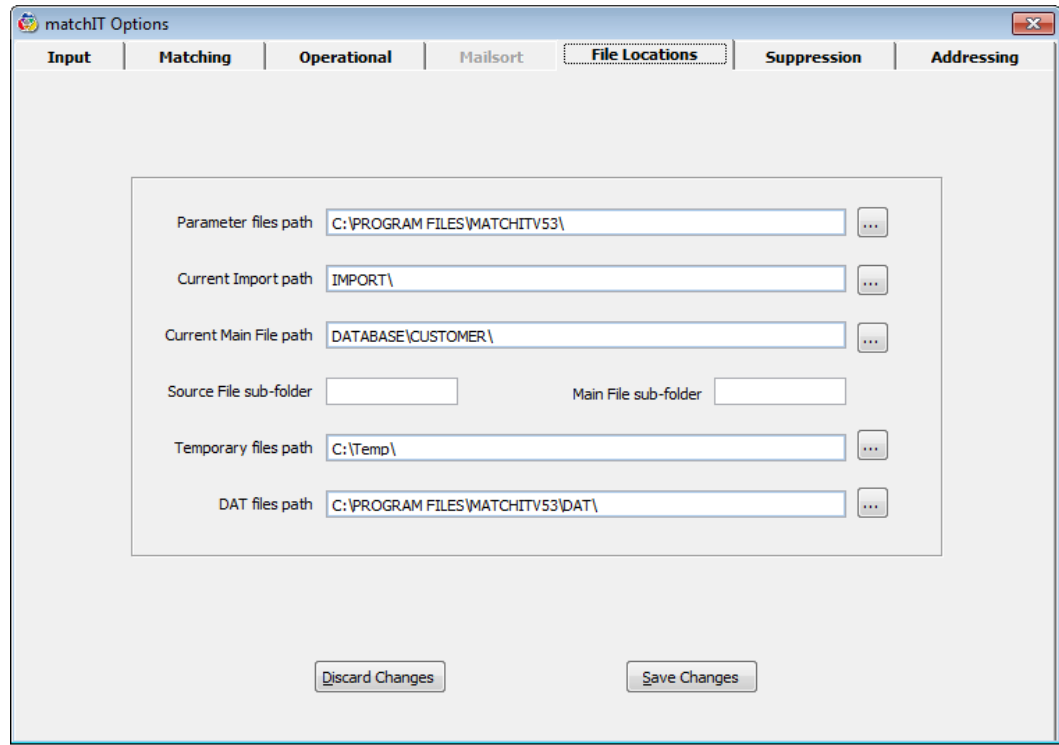 matchIT Options
Input Matching Operational Mailsort File Locations Suppression Addressing
Parameter files path C:\PROGRAM FILES\MATCHITV53\ ...
Current Import path IMPORT\ ...
Current Main File path DATABASE\CUSTOMER\ ...
Source File sub-folder Main File sub-folder
Temporary files path C:\Temp\ ...
DAT files path C:\PROGRAM FILES\MATCHITV53\DAT\ ...
Discard Changes Save Changes